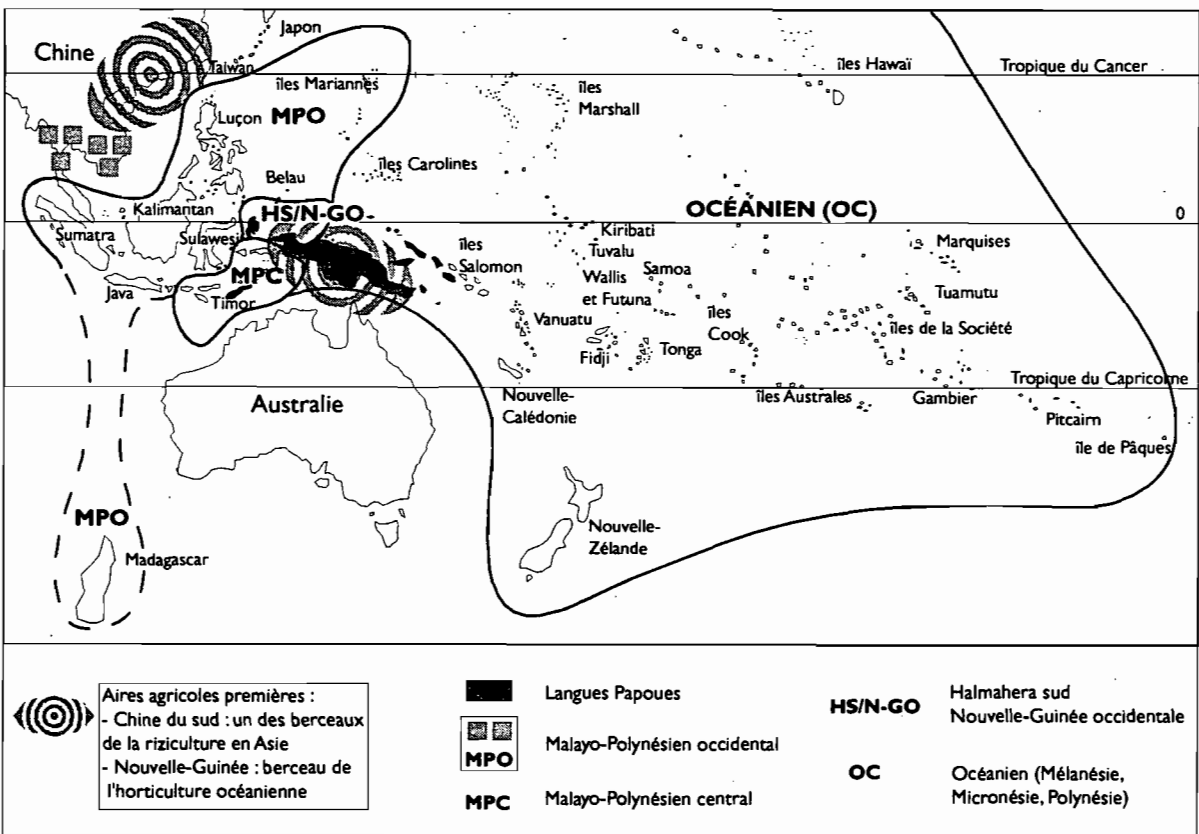 Japon
Chine
Taiwan
îles Hawaï
Tropique du Cancer
îles Mariannes
îles
Marshall
Luçon
MPO
îles Carolines
Belau
Kalimantan
HS/N-GO
OCÉANIEN (OC)
0
Sumatra
Sulawesi
îles
Salomon
Kiribati
Tuvalu
Marquises
MPC
Wallis
et Futuna
Samoa
Java
Timor
Tuamutu
Vanuatu
îles
Cook
îles de la Société
Fidji
Tonga
Tropique du Capricorne
Australie
Nouvelle-
Calédonie
îles Australes
Gambier
Pitcairn
île de Pâques
MPO
Nouvelle-
Zélande
Madagascar
Aires agricoles premières :
- Chine du sud : un des berceaux
de la riziculture en Asie
- Nouvelle-Guinée : berceau de
l'horticulture océanienne
Langues Papoues
MPO
Malayo-Polynésien occidental
MPC
Malayo-Polynésien central
HS/N-GO
Halmahera sud
Nouvelle-Guinée occidentale
OC
Océanien (Mélanésie,
Micronésie, Polynésie)